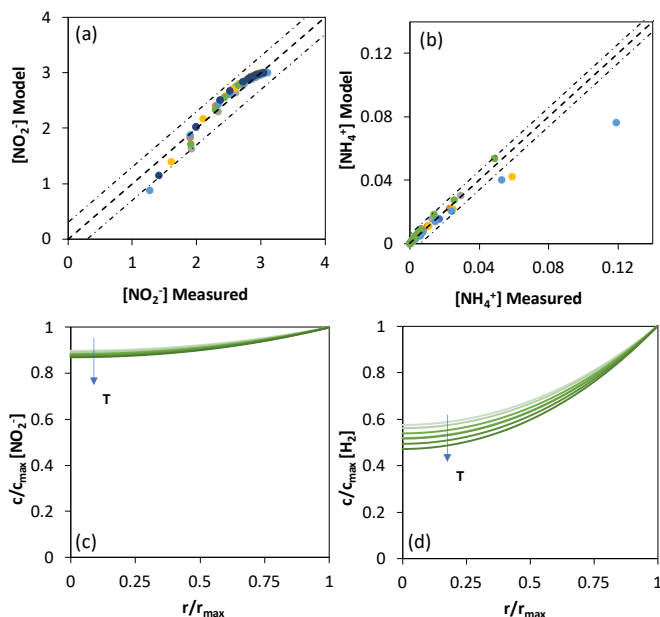 (a)
[NO₂⁻] Model
4
3
2
1
0
0 1 2 3 4
[NO₂⁻] Measured
(b)
[NH₄⁺] Model
0.12
0.08
0.04
0
0 0.04 0.08 0.12
[NH₄⁺] Measured
c/cₘₐₓ [NO₂⁻]
1
0.8
0.6
0.4
0.2
0
T
(c)
0 0.25 0.5 0.75 1
r/rₘₐₓ
c/cₘₐₓ [H₂]
1
0.8
0.6
0.4
0.2
0
T
(d)
0 0.25 0.5 0.75 1
r/rₘₐₓ